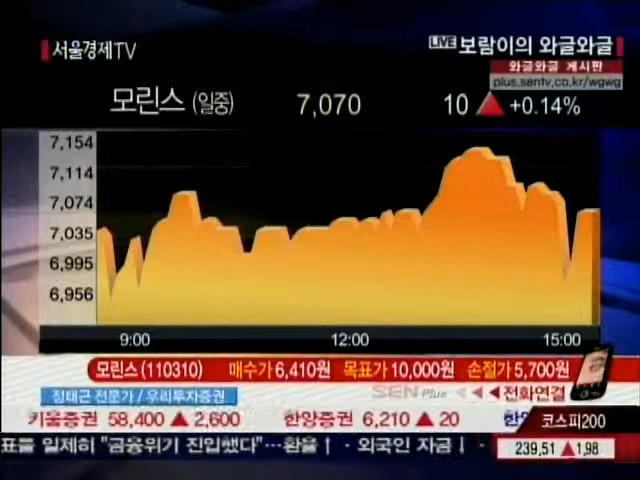 서울경제TV
LIVE 보람이의 와글와글
와글와글 게시판
plus.sentv.co.kr/wgwg
모린스 (일중) 7,070 10 ▲ +0.14%
7,154
7,114
7,074
7,035
6,995
6,956
9:00 12:00 15:00
모린스 (110310) 매수가 6,410원 목표가 10,000원 손절가 5,700원
정태근 전문가 / 우리투자증권
SEN Plus ◀◀◀전화연결
키움증권 58,400 ▲ 2,600 한양증권 6,210 ▲ 20
코스피200
239.51 ▲1.98
표를 일제히 "금융위기 진입했다"…환율↑ · 외국인 자금↓